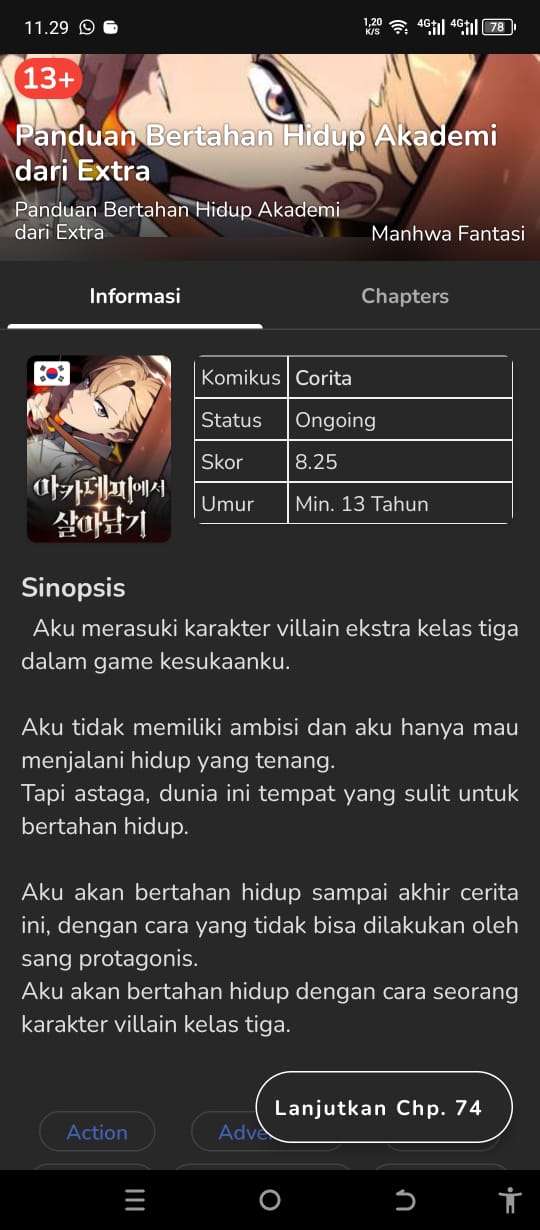 11.29
1,20
K/S
4G+
4G+
78
13+
Panduan Bertahan Hidup Akademi
dari Extra
Panduan Bertahan Hidup Akademi
dari Extra
Manhwa Fantasi
Informasi
Chapters
아카데미에서
살아남기
Komikus Corita
Status Ongoing
Skor 8.25
Umur Min. 13 Tahun
Sinopsis
Aku merasuki karakter villain ekstra kelas tiga
dalam game kesukaanku.
Aku tidak memiliki ambisi dan aku hanya mau
menjalani hidup yang tenang.
Tapi astaga, dunia ini tempat yang sulit untuk
bertahan hidup.
Aku akan bertahan hidup sampai akhir cerita
ini, dengan cara yang tidak bisa dilakukan oleh
sang protagonis.
Aku akan bertahan hidup dengan cara seorang
karakter villain kelas tiga.
Lanjutkan Chp. 74
Action